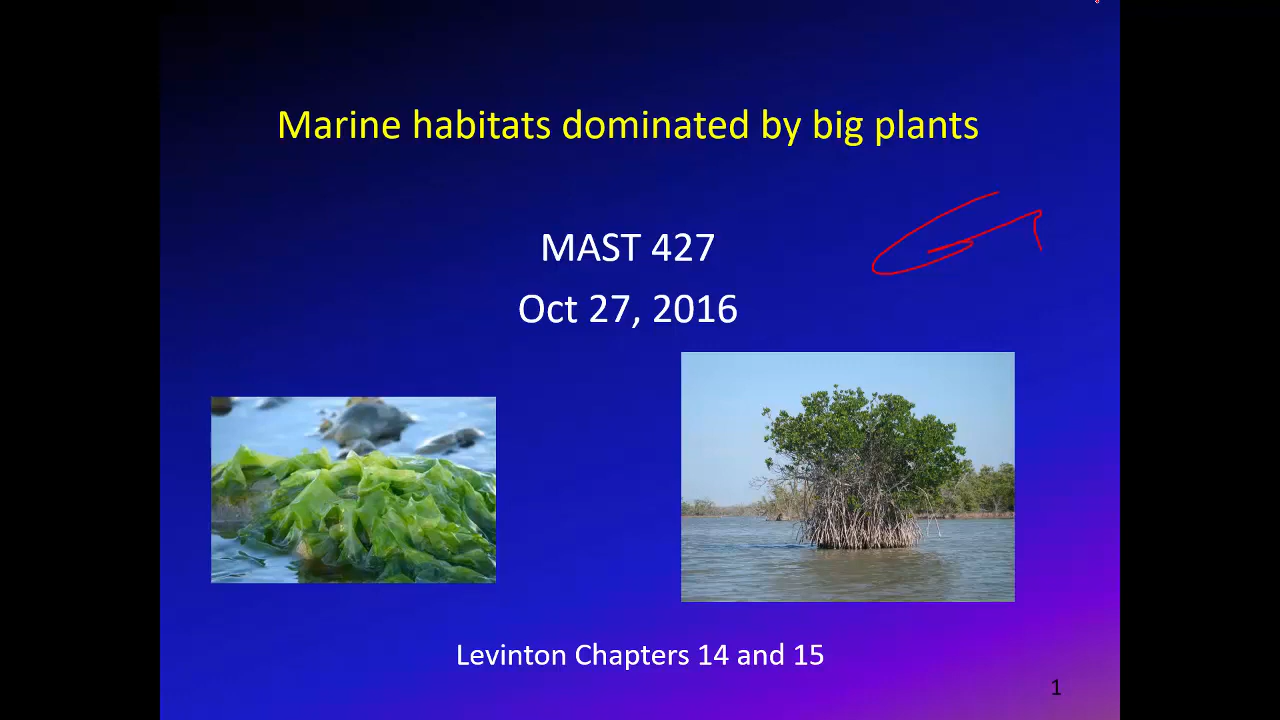 Marine habitats dominated by big plants
MAST 427
Oct 27, 2016
Levinton Chapters 14 and 15
1